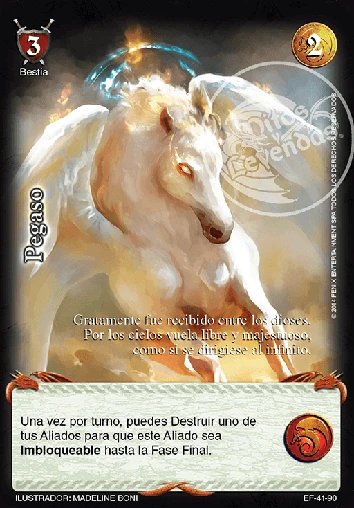 3
2
Bestia
Mitos
Leyendas
Pegaso
Gratamente fue recibido entre los dioses.
Por los cielos vuela libre y majestuoso,
como si se dirigiese al infinito.
Una vez por turno, puedes Destruir uno de
tus Aliados para que este Aliado sea
Imbloqueable hasta la Fase Final.
ILUSTRADOR: MADELINE BONI
EF-41-90